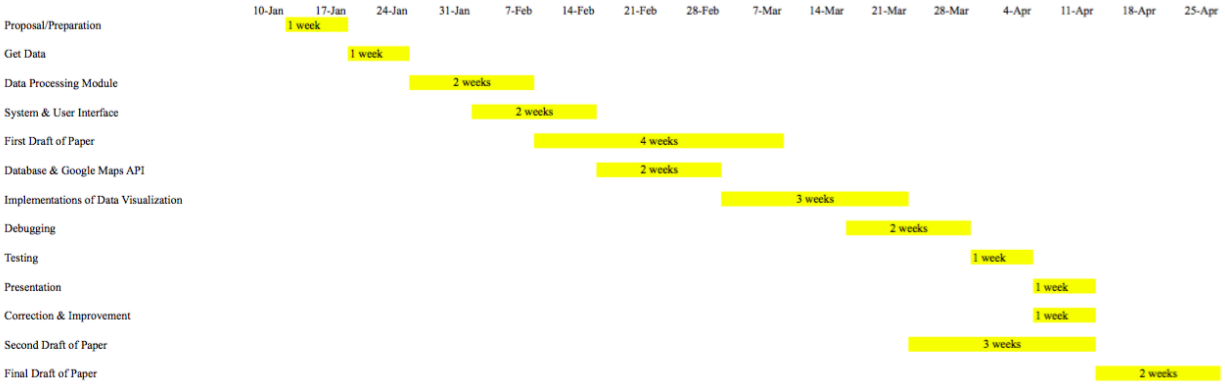 10-Jan 17-Jan 24-Jan 31-Jan 7-Feb 14-Feb 21-Feb 28-Feb 7-Mar 14-Mar 21-Mar 28-Mar 4-Apr 11-Apr 18-Apr 25-Apr
Proposal/Preparation 1 week
Get Data 1 week
Data Processing Module 2 weeks
System & User Interface 2 weeks
First Draft of Paper 4 weeks
Database & Google Maps API 2 weeks
Implementations of Data Visualization 3 weeks
Debugging 2 weeks
Testing 1 week
Presentation 1 week
Correction & Improvement 1 week
Second Draft of Paper 3 weeks
Final Draft of Paper 2 weeks